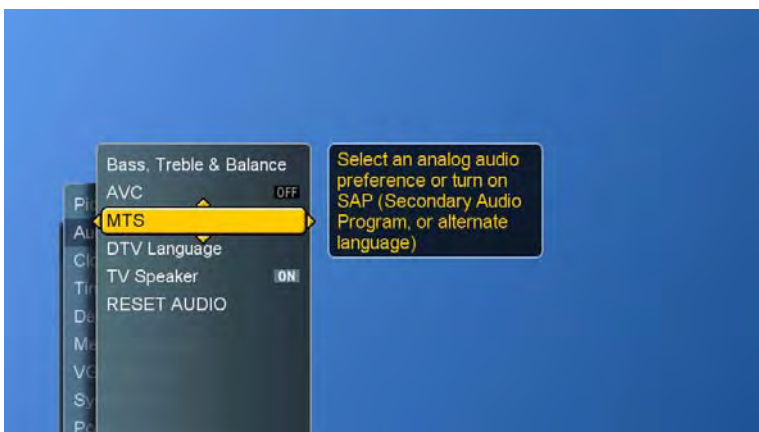 Bass, Treble & Balance
AVC OFF
MTS
DTV Language
TV Speaker ON
RESET AUDIO
Select an analog audio
preference or turn on
SAP (Secondary Audio
Program, or alternate
language)